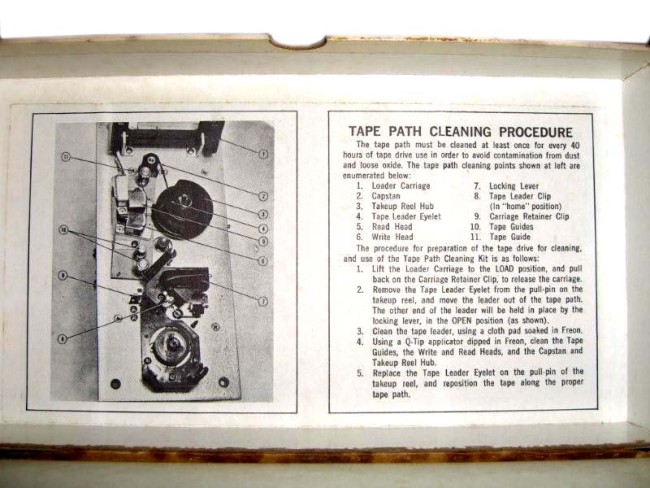 TAPE PATH CLEANING PROCEDURE
The tape path must be cleaned at least once for every 40
hours of tape drive use in order to avoid contamination from dust
and loose oxide. The tape path cleaning points shown at left are
enumerated below:
1. Loader Carriage
2. Capstan
3. Takeup Reel Hub
4. Tape Leader Eyelet
5. Read Head
6. Write Head
7. Locking Lever
8. Tape Leader Clip
(In "home" position)
9. Carriage Retainer Clip
10. Tape Guides
11. Tape Guide
The procedure for preparation of the tape drive for cleaning,
and use of the Tape Path Cleaning Kit is as follows:
1. Lift the Loader Carriage to the LOAD position, and pull
back on the Carriage Retainer Clip, to release the carriage.
2. Remove the Tape Leader Eyelet from the pull-pin on the
takeup reel, and move the leader out of the tape path.
The other end of the leader will be held in place by the
locking lever, in the OPEN position (as shown).
3. Clean the tape leader, using a cloth pad soaked in Freon.
4. Using a Q-Tip applicator dipped in Freon, clean the Tape
Guides, the Write and Read Heads, and the Capstan and
Takeup Reel Hub.
5. Replace the Tape Leader Eyelet on the pull-pin of the
takeup reel, and reposition the tape along the proper
tape path.